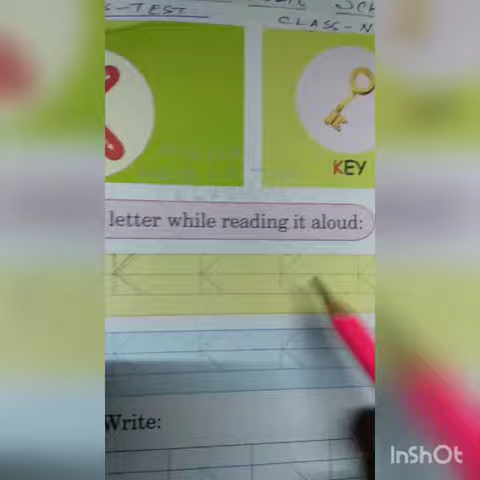 S-TEST
CLASS-N
KEY
letter while reading it aloud:
K K K K
K K K
Write:
InShOt